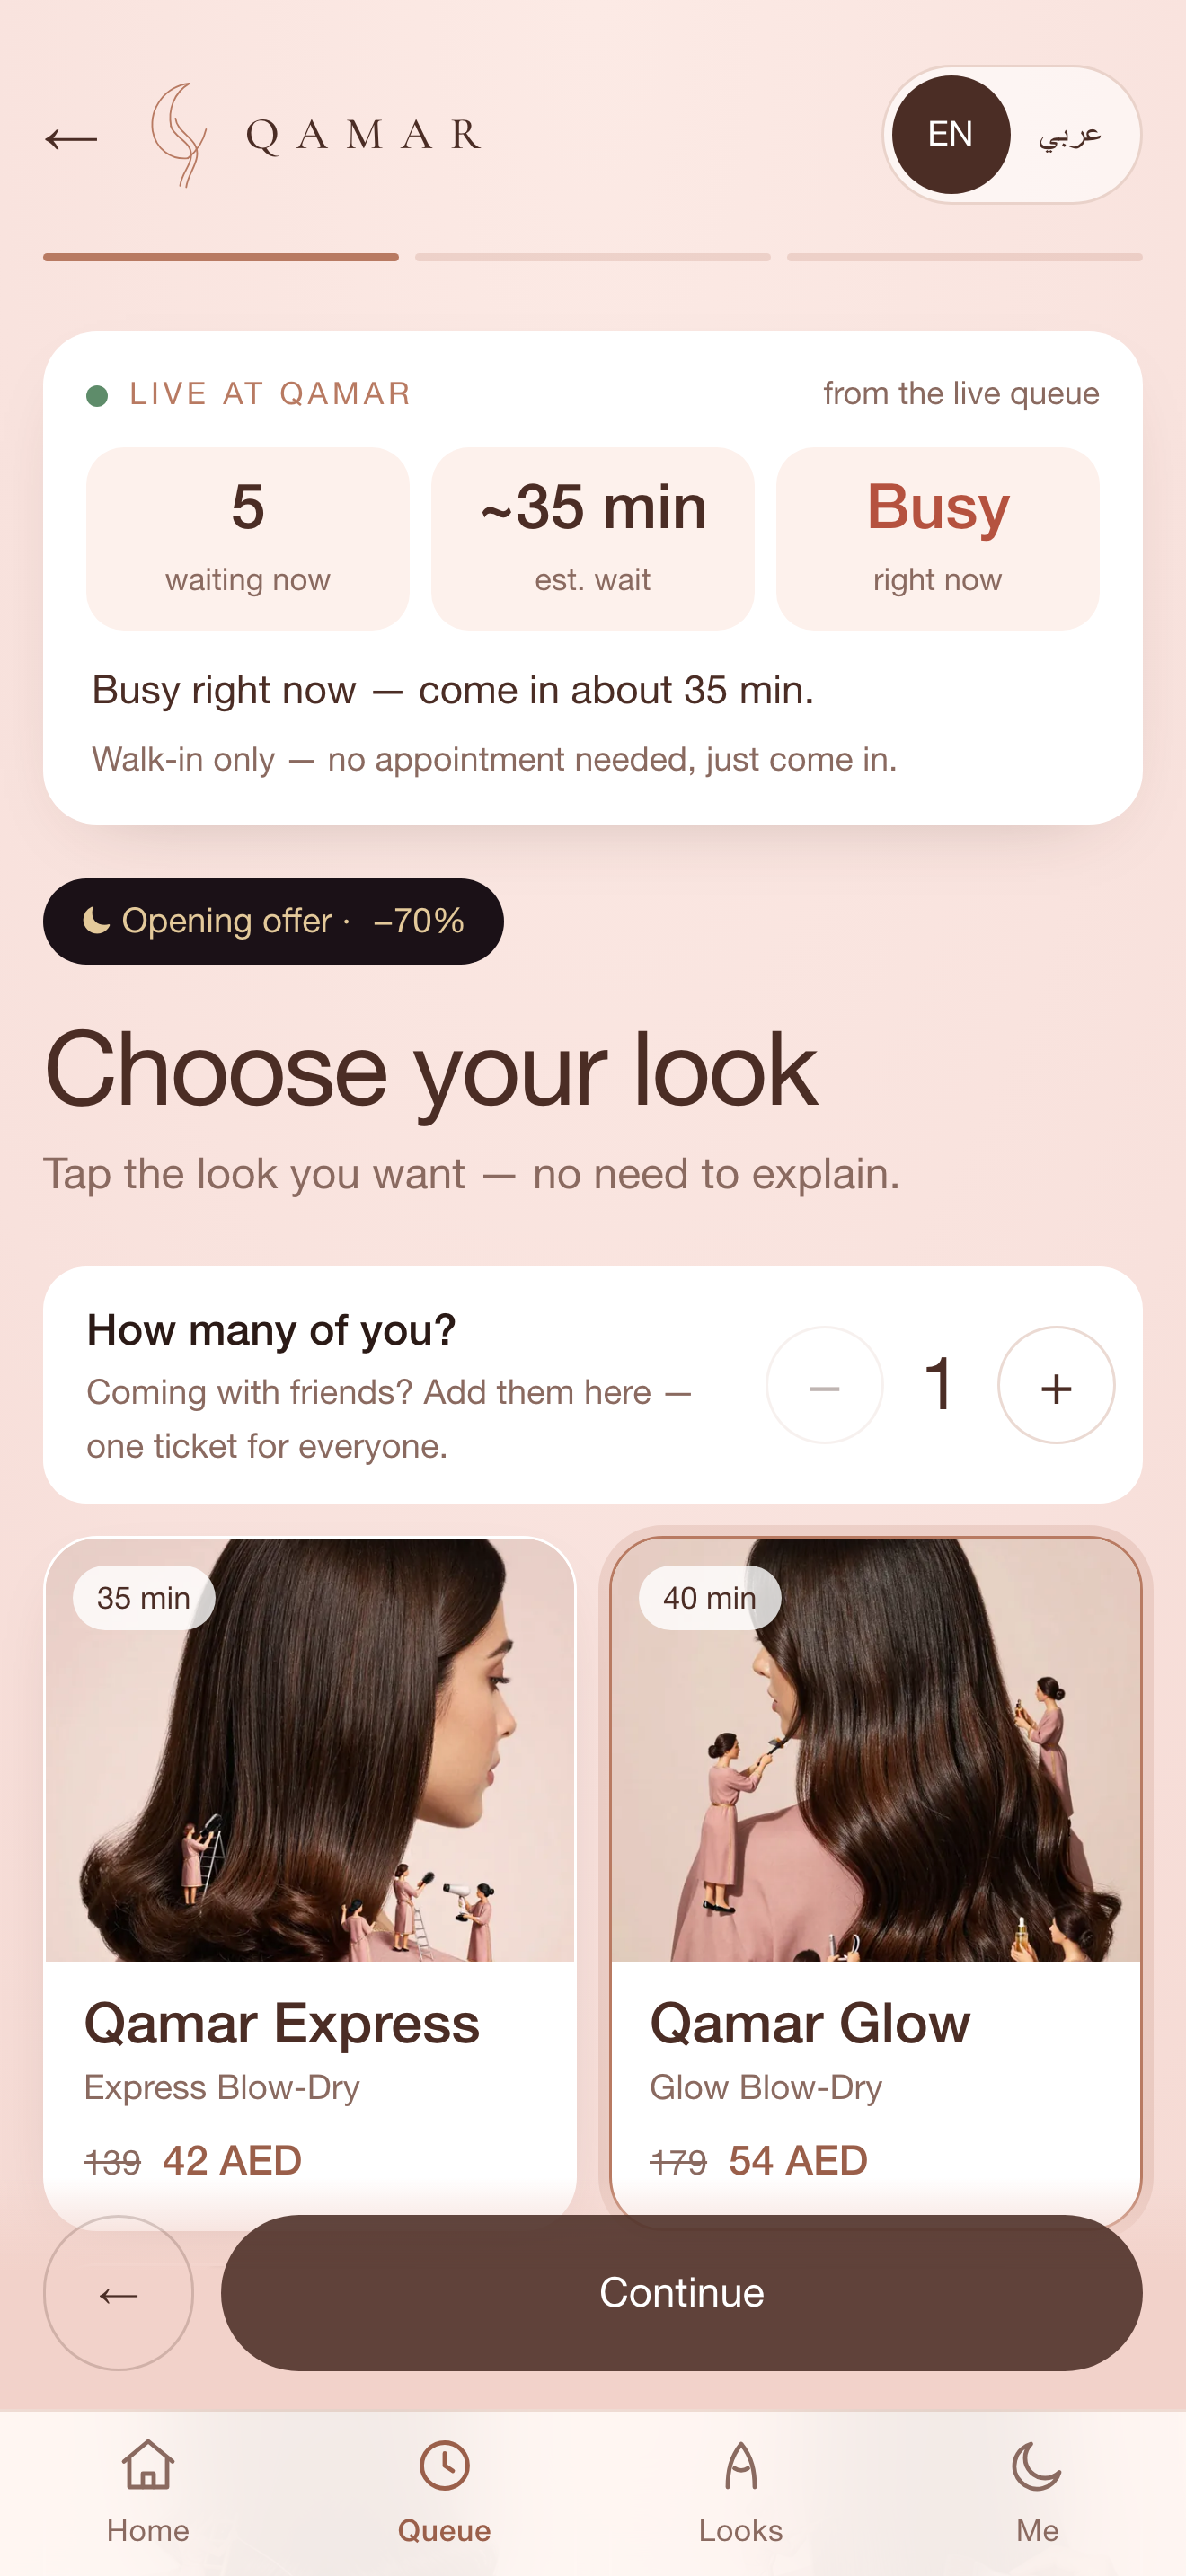 ←
QAMAR
EN
عربي
LIVE AT QAMAR
from the live queue
5
waiting now
~35 min
est. wait
Busy
right now
Busy right now — come in about 35 min.
Walk-in only — no appointment needed, just come in.
Opening offer · −70%
Choose your look
Tap the look you want — no need to explain.
How many of you?
Coming with friends? Add them here —
one ticket for everyone.
− 1 +
35 min
40 min
Qamar Express
Express Blow-Dry
139 42 AED
Qamar Glow
Glow Blow-Dry
179 54 AED
←
Continue
Home
Queue
Looks
Me